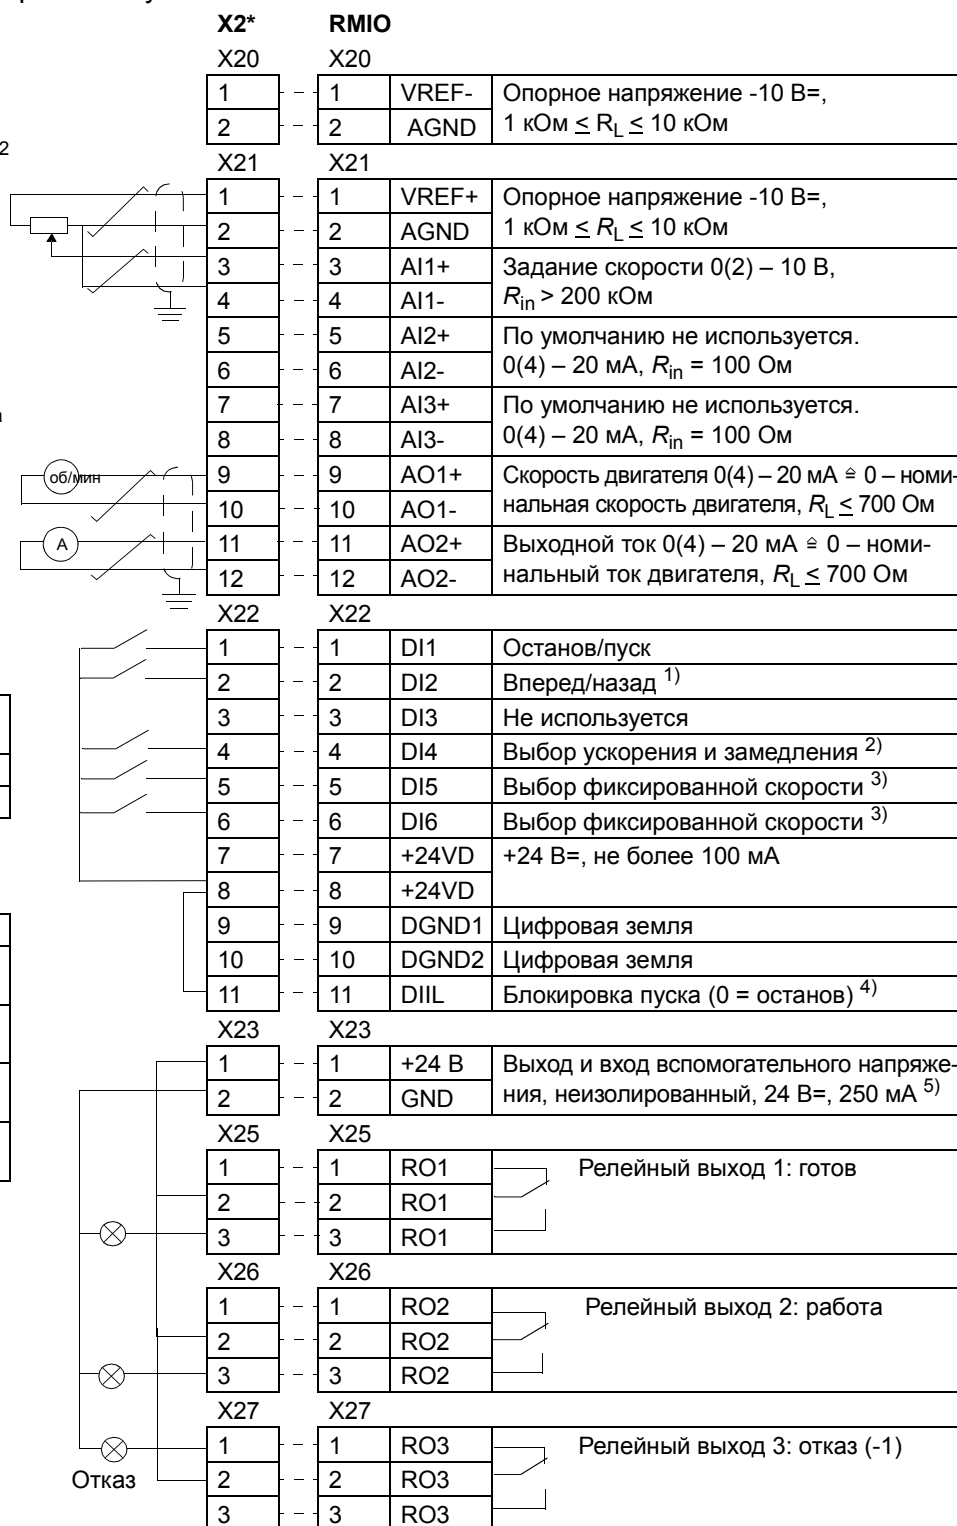 X2* RMIO
X20 X20
1 1 VREF- Опорное напряжение -10 В=,
2 2 AGND 1 кОм ≤ RL ≤ 10 кОм
2
X21 X21
1 1 VREF+ Опорное напряжение -10 В=,
2 2 AGND 1 кОм ≤ RL ≤ 10 кОм
3 3 AI1+ Задание скорости 0(2) – 10 В,
4 4 AI1- Rin > 200 кОм
5 5 AI2+ По умолчанию не используется.
6 6 AI2- 0(4) – 20 мА, Rin = 100 Ом
7 7 AI3+ По умолчанию не используется.
8 8 AI3- 0(4) – 20 мА, Rin = 100 Ом
об/мин 9 9 AO1+ Скорость двигателя 0(4) – 20 мА ≙ 0 – номи-
10 10 AO1- нальная скорость двигателя, RL ≤ 700 Ом
A 11 11 AO2+ Выходной ток 0(4) – 20 мА ≙ 0 – номи-
12 12 AO2- нальный ток двигателя, RL ≤ 700 Ом
X22 X22
1 1 DI1 Останов/пуск
2 2 DI2 Вперед/назад 1)
3 3 DI3 Не используется
4 4 DI4 Выбор ускорения и замедления 2)
5 5 DI5 Выбор фиксированной скорости 3)
6 6 DI6 Выбор фиксированной скорости 3)
7 7 +24VD +24 В=, не более 100 мА
8 8 +24VD
9 9 DGND1 Цифровая земля
10 10 DGND2 Цифровая земля
11 11 DIIL Блокировка пуска (0 = останов) 4)
X23 X23
1 1 +24 В Выход и вход вспомогательного напряже-
2 2 GND ния, неизолированный, 24 В=, 250 мА 5)
X25 X25
1 1 RO1 Релейный выход 1: готов
2 2 RO1
3 3 RO1
X26 X26
1 1 RO2 Релейный выход 2: работа
2 2 RO2
3 3 RO2
X27 X27
1 1 RO3 Релейный выход 3: отказ (-1)
Отказ 2 2 RO3
3 3 RO3